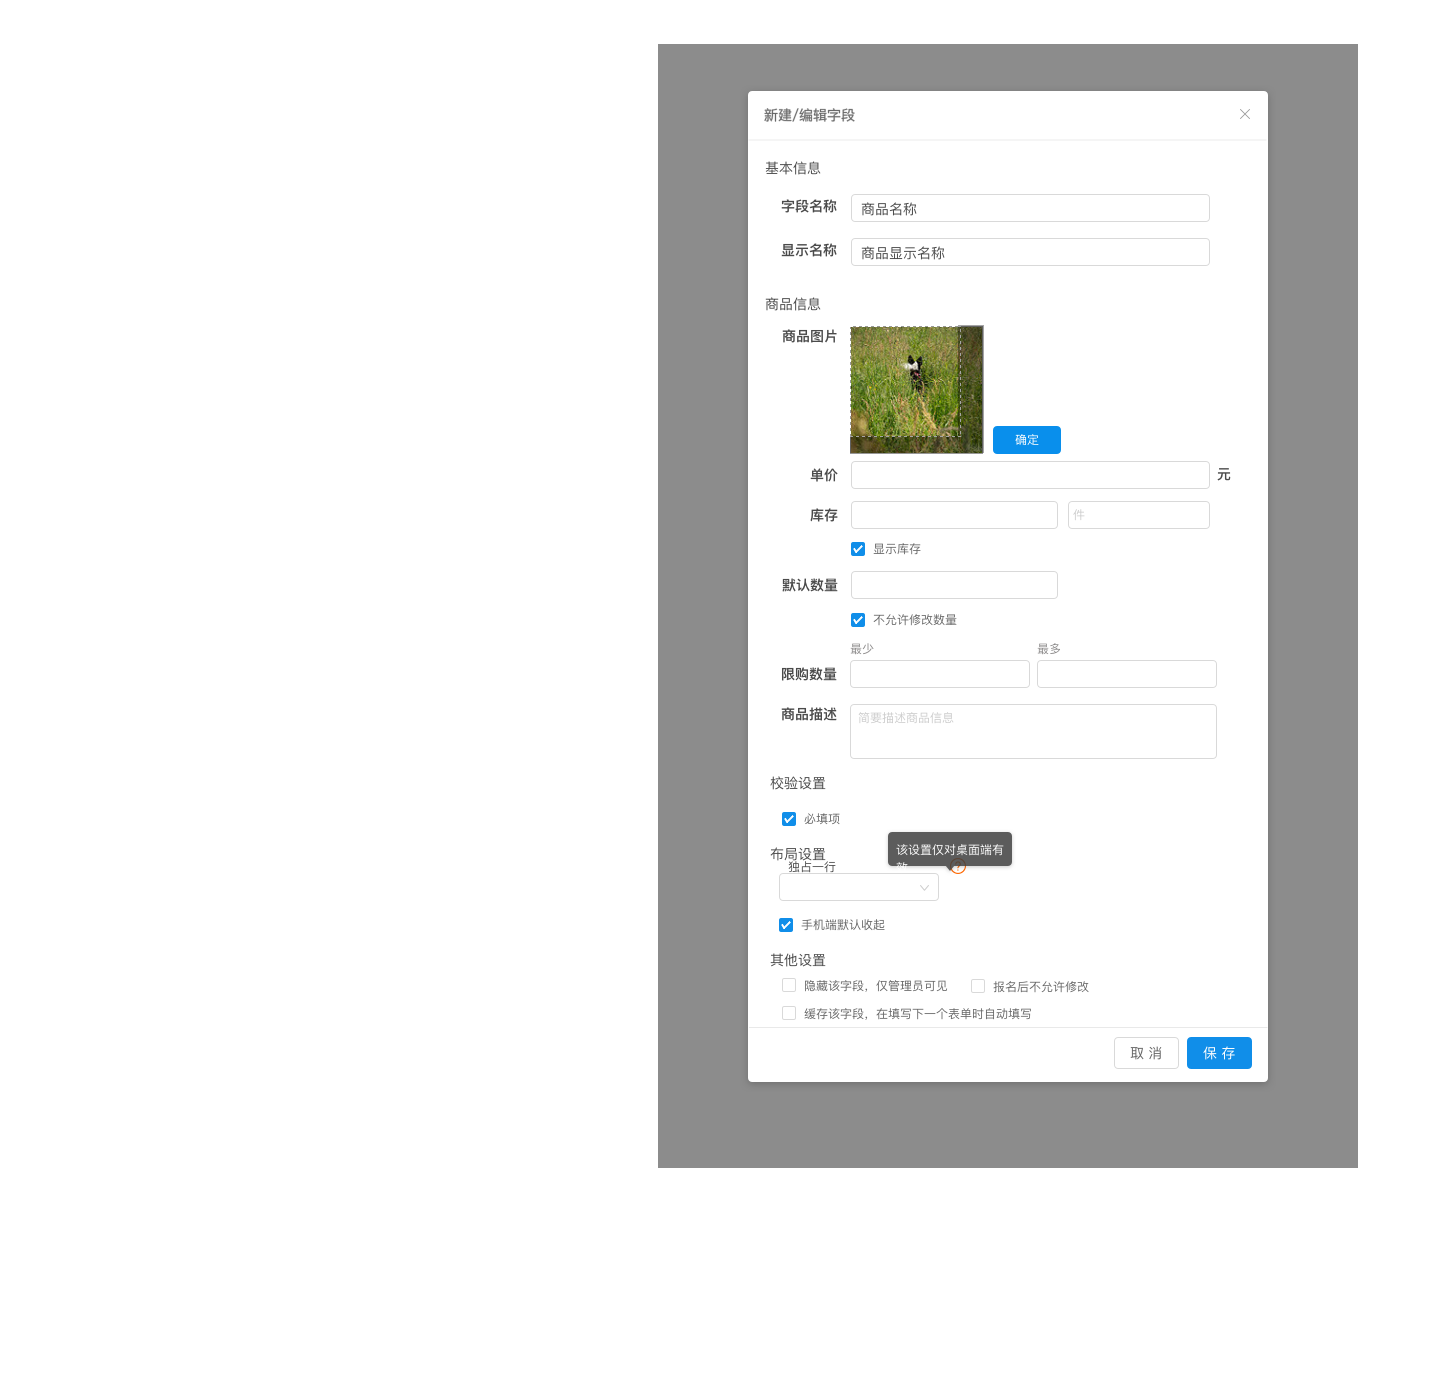 新建/编辑字段
基本信息
字段名称 商品名称
显示名称 商品显示名称
商品信息
商品图片
确定
单价 元
库存 件
显示库存
默认数量
不允许修改数量
最少 最多
限购数量
商品描述 简要描述商品信息
校验设置
必填项
该设置仅对桌面端有
布局设置
独占一行
?
手机端默认收起
其他设置
隐藏该字段，仅管理员可见 报名后不允许修改
缓存该字段，在填写下一个表单时自动填写
取 消 保 存